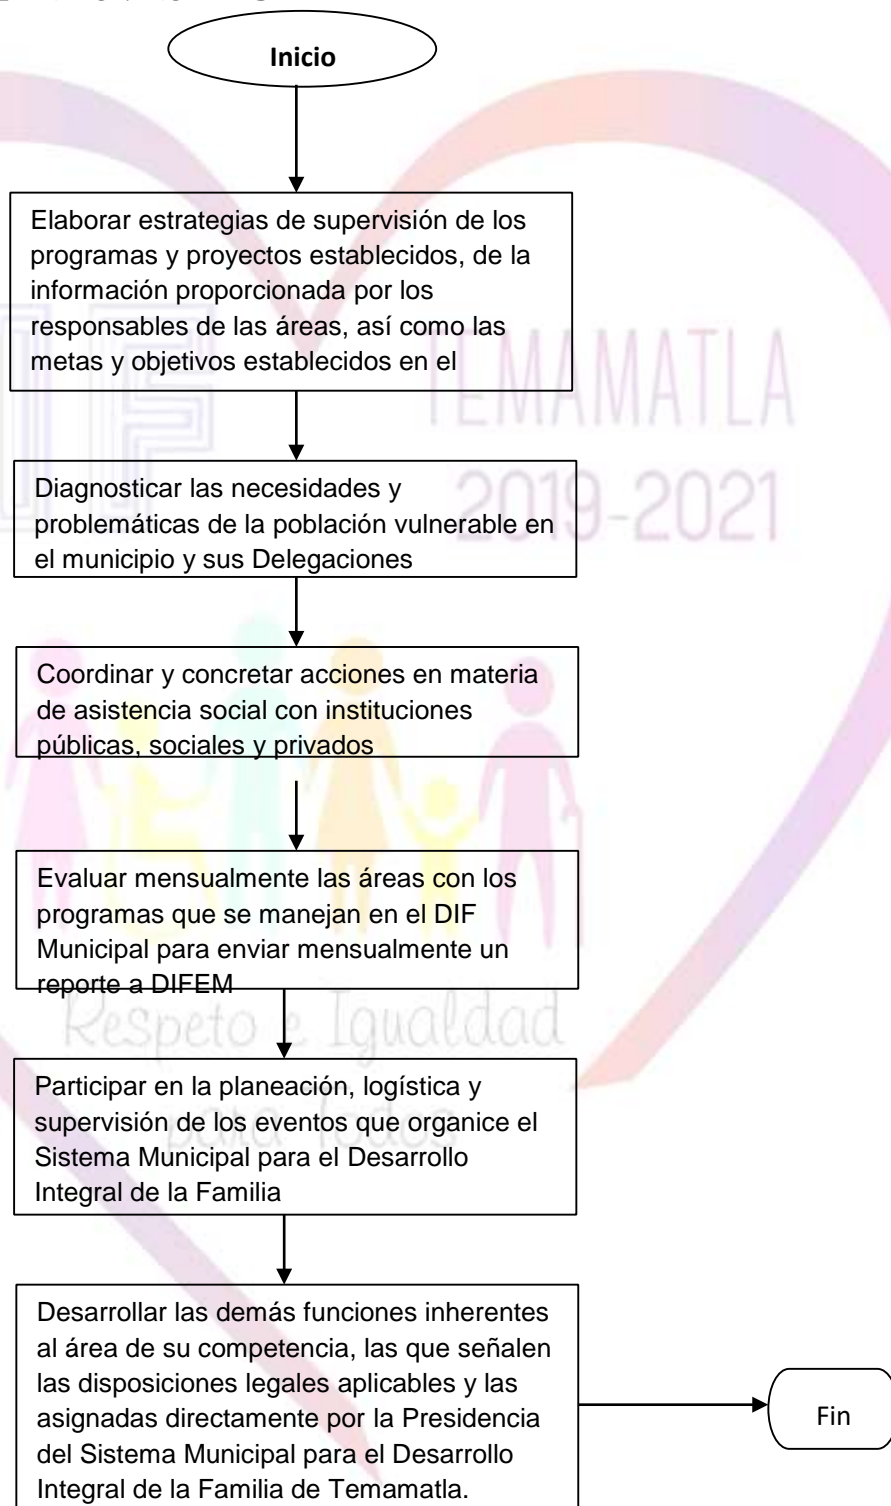 Inicio
Elaborar estrategias de supervisión de los
programas y proyectos establecidos, de la
información proporcionada por los
responsables de las áreas, así como las
metas y objetivos establecidos en el
TEMAMATLA
2019-2021
Diagnosticar las necesidades y
problemáticas de la población vulnerable en
el municipio y sus Delegaciones
Coordinar y concretar acciones en materia
de asistencia social con instituciones
públicas, sociales y privados
Evaluar mensualmente las áreas con los
programas que se manejan en el DIF
Municipal para enviar mensualmente un
reporte a DIFEM
Respeto e Igualdad
para Todos
Participar en la planeación, logística y
supervisión de los eventos que organice el
Sistema Municipal para el Desarrollo
Integral de la Familia
Desarrollar las demás funciones inherentes
al área de su competencia, las que señalen
las disposiciones legales aplicables y las
asignadas directamente por la Presidencia
del Sistema Municipal para el Desarrollo
Integral de la Familia de Temamatla.
Fin